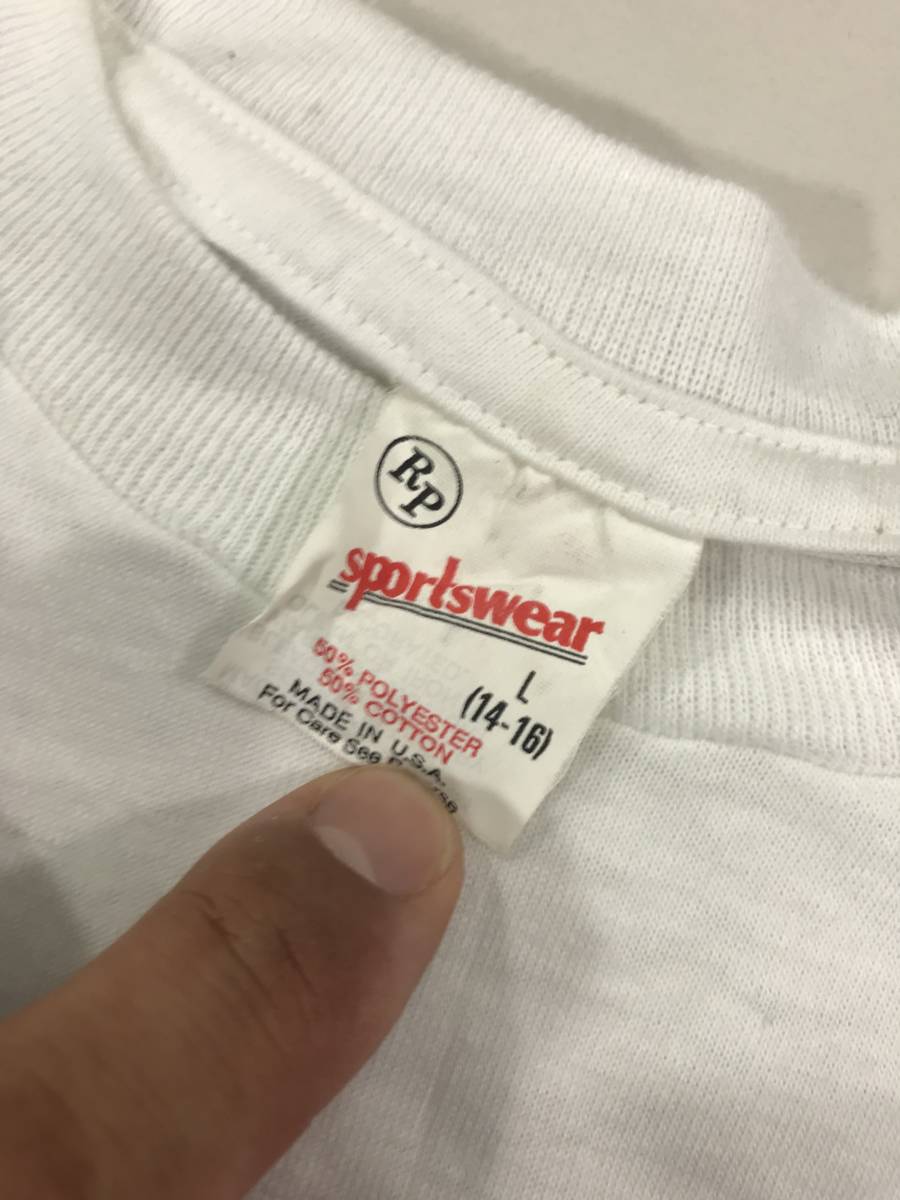 RP
sportswear
L
(14-16)
50% POLYESTER
50% COTTON
MADE IN U.S.A.
For Care See